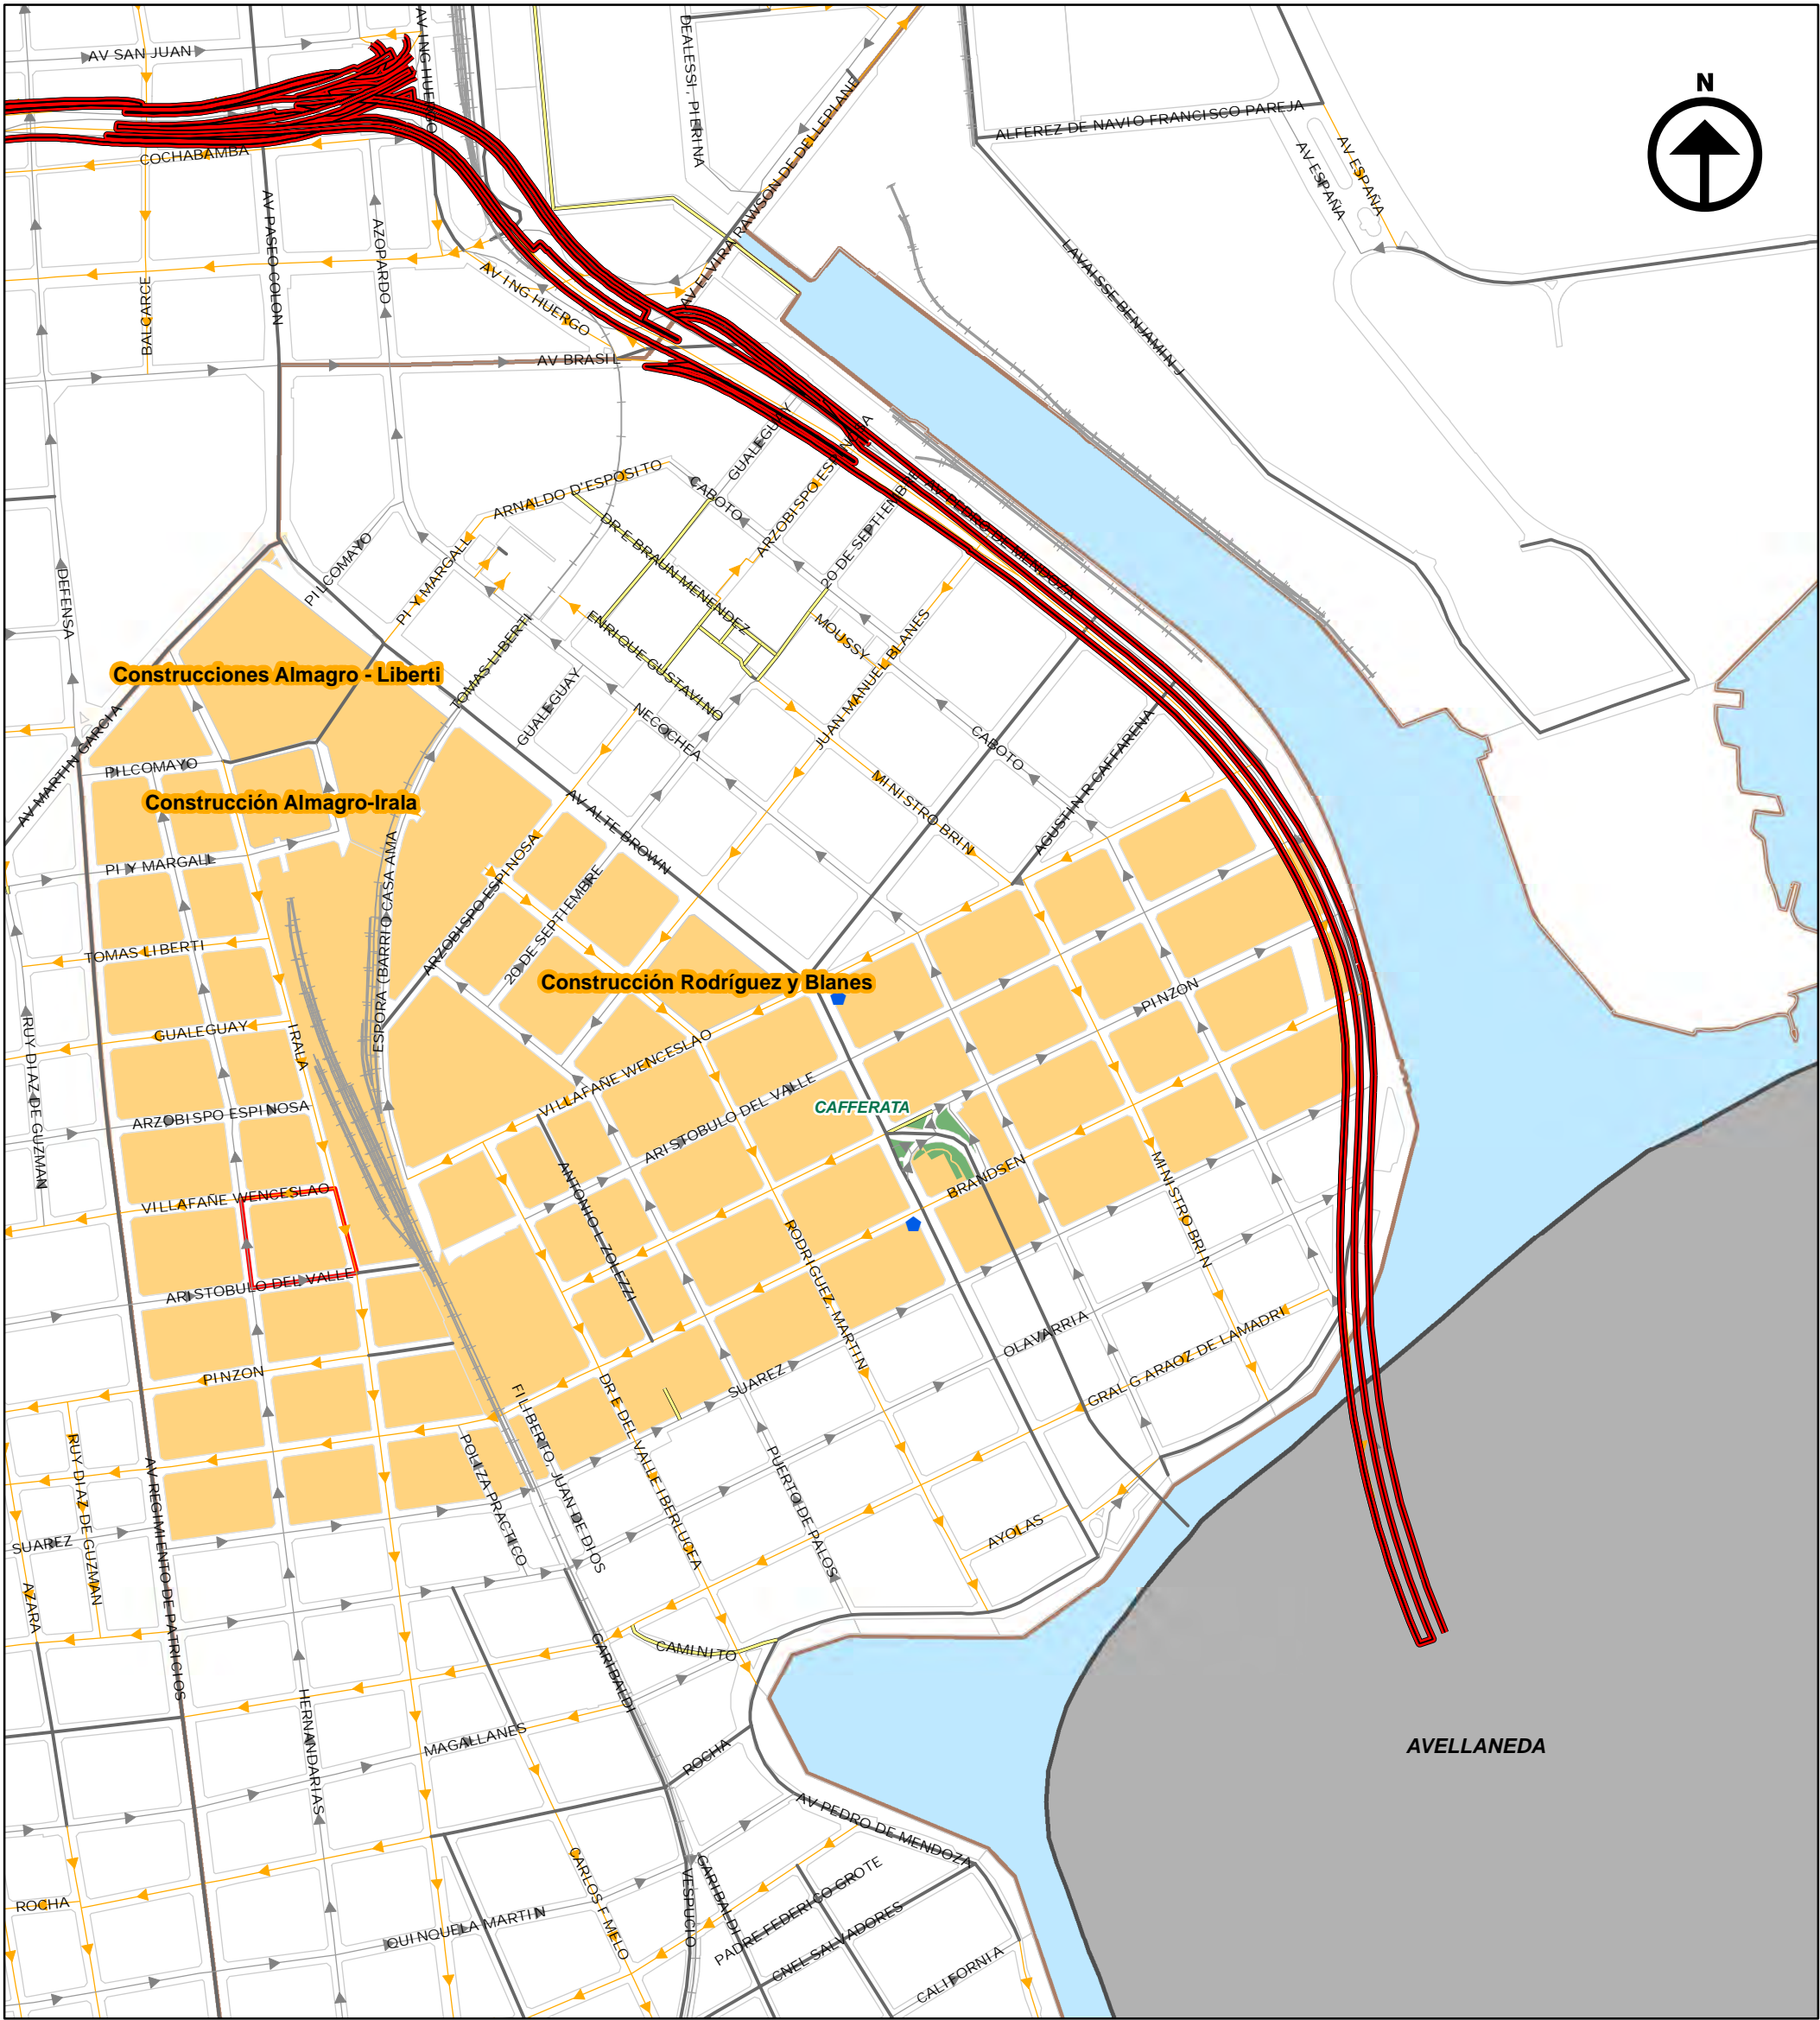 AV SAN JUAN
AV ING HUERGO
DEALESSI, PIERINA
N
ALFEREZ DE NAVIO FRANCISCO PAREJA
AV ESPAÑA
AV ESPAÑA
COCHABAMBA
AV PASEO COLON
AZOPARDO
BALCARCE
AV ELVIRA RAWSON DE DELLEPIANE
AV ING HUERGO
LAVAISSE BENJAMIN J
AV BRASIL
GUALEGUAY
ARZOBISPO ESPINOSA
ARNALDO D'ESPOSITO
CABOTO
20 DE SEPTIEMBRE
AV PEDRO DE MENDOZA
DEFENSA
PILCOMAYO
PI Y MARGALL
DR E BRAUN MENENDEZ
ENRIQUE GUSTAVINO
MOUSSY
JUAN MANUEL BLANES
TOMAS LIBERTI
Construcciones Almagro - Liberti
GUALEGUAY
NECOCHEA
CABOTO
AGUSTIN R CAFFARENA
MINISTRO BRIN
AV MARTIN GARCIA
PILCOMAYO
Construcción Almagro-Irala
AV ALTE BROWN
PI Y MARGALL
ESPORA (BARRIO CASA AMA
ARZOBISPO ESPINOSA
20 DE SEPTIEMBRE
TOMAS LIBERTI
Construcción Rodríguez y Blanes
PINZON
RUY DIAZ DE GUZMAN
GUALEGUAY
IRALA
VILLAFAÑE WENCESLAO
ARISTOBULO DEL VALLE
CAFFERATA
ARZOBISPO ESPINOSA
ANTONIO L ZOLEZZI
BRANDSEN
MINISTRO BRIN
VILLAFAÑE WENCESLAO
RODRIGUEZ, MARTIN
ARISTOBULO DEL VALLE
OLAVARRIA
GRAL G ARAOZ DE LAMADRI
PINZON
SUAREZ
FILIBERTO, JUAN DE DIOS
DR E DEL VALLE IBERLUCEA
RUY DIAZ DE GUZMAN
AV REGIMIENTO DE PATRICIOS
POLIZA PRACTICO
PUERTO DE PALOS
AYOLAS
SUAREZ
AZARA
CAMINITO
GARIBALDI
HERNANDARIAS
MAGALLANES
ROCHA
AVELLANEDA
AV PEDRO DE MENDOZA
CARLOS F MELO
VESPUCIO
GARIBALDI
PADRE FEDERICO GROTE
CNEL SALVADORES
ROCHA
QUINQUELA MARTIN
CALIFORNIA